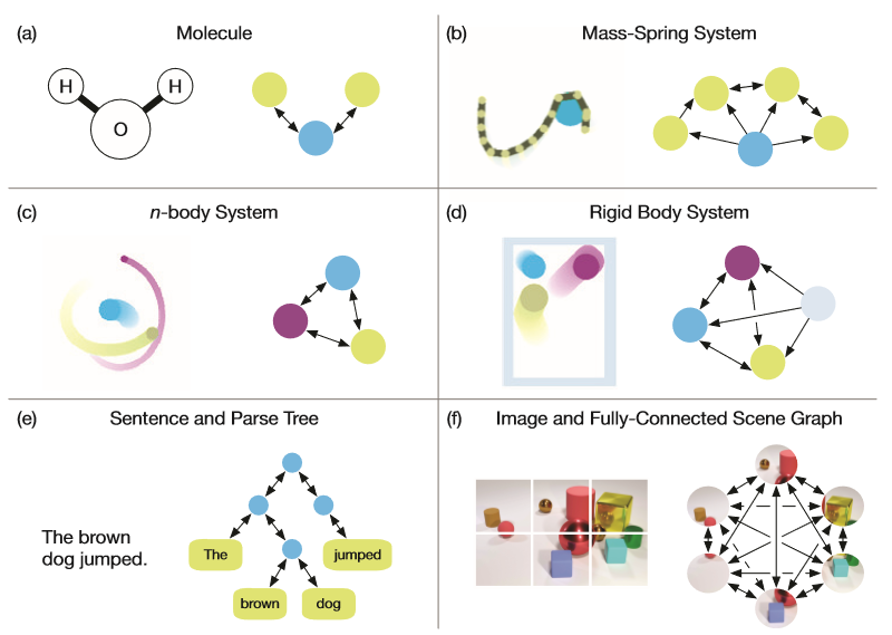 (a) Molecule
H H
O
(b) Mass-Spring System
(c) n-body System
(d) Rigid Body System
(e) Sentence and Parse Tree
The brown
dog jumped.
The jumped
brown dog
(f) Image and Fully-Connected Scene Graph